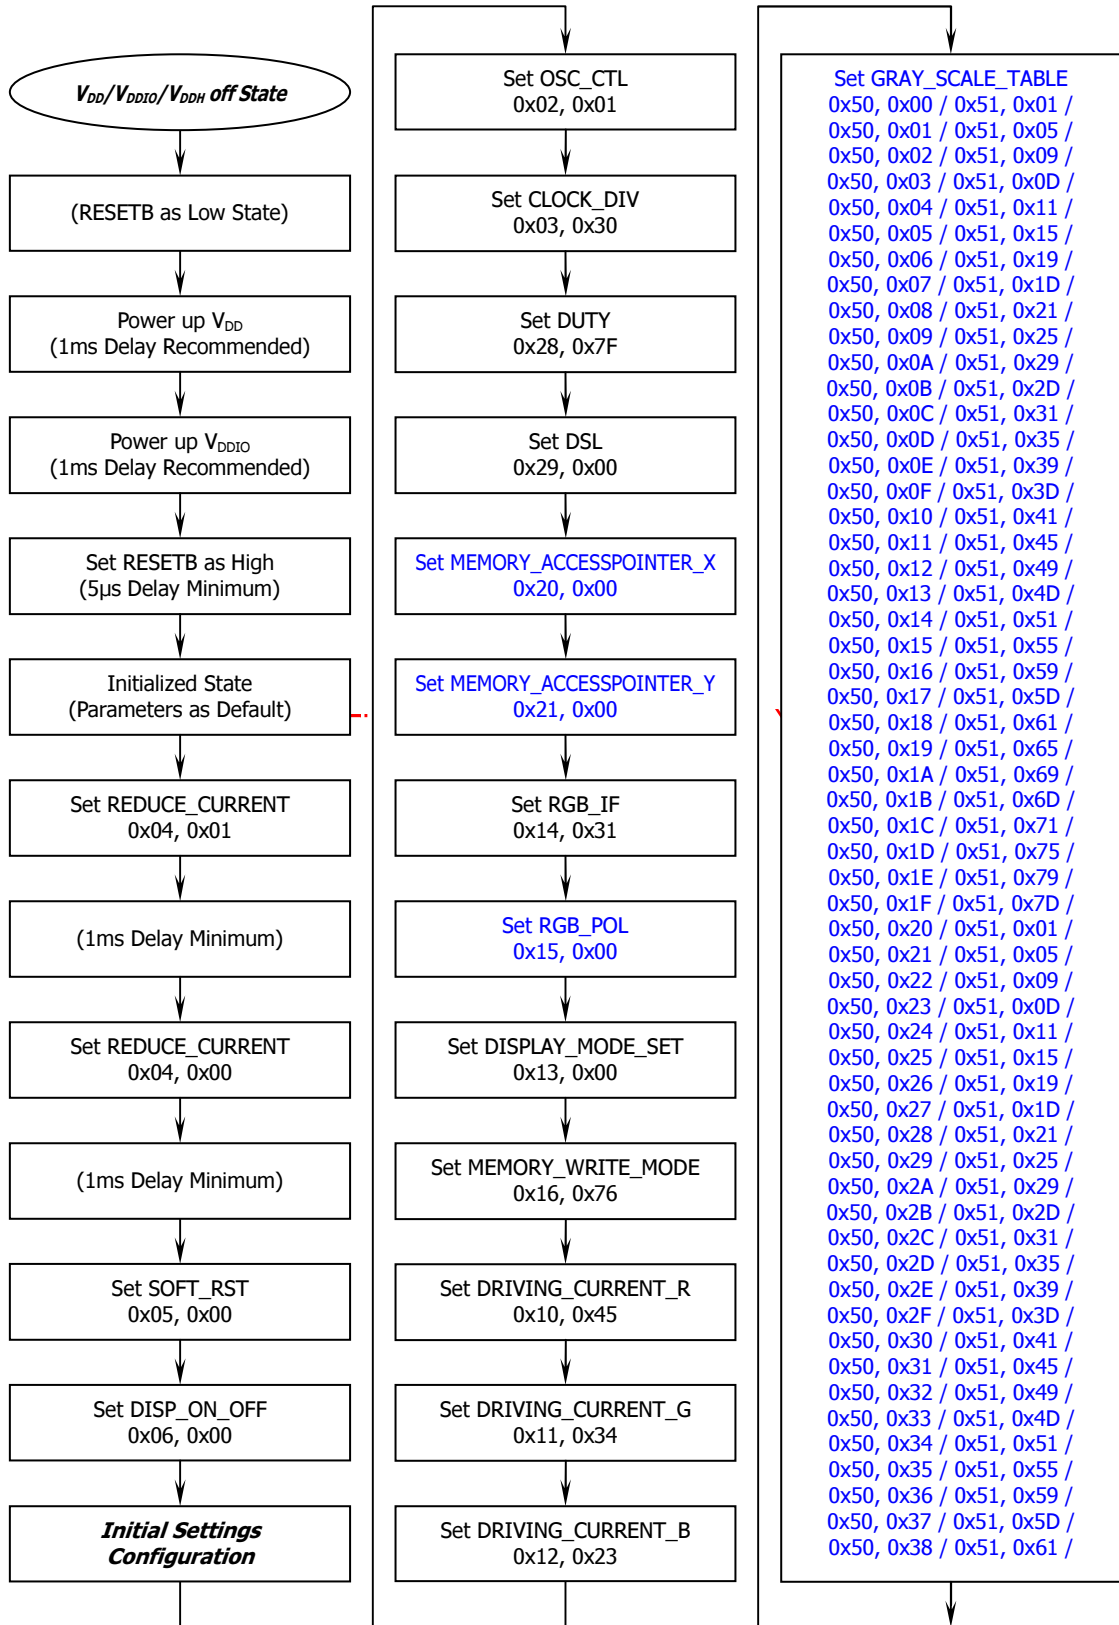 VDD/VDDIO/VDDH off State
(RESETB as Low State)
Power up VDD
(1ms Delay Recommended)
Power up VDDIO
(1ms Delay Recommended)
Set RESETB as High
(5μs Delay Minimum)
Initialized State
(Parameters as Default)
Set REDUCE_CURRENT
0x04, 0x01
(1ms Delay Minimum)
Set REDUCE_CURRENT
0x04, 0x00
(1ms Delay Minimum)
Set SOFT_RST
0x05, 0x00
Set DISP_ON_OFF
0x06, 0x00
Initial Settings
Configuration
Set OSC_CTL
0x02, 0x01
Set CLOCK_DIV
0x03, 0x30
Set DUTY
0x28, 0x7F
Set DSL
0x29, 0x00
Set MEMORY_ACCESSPOINTER_X
0x20, 0x00
Set MEMORY_ACCESSPOINTER_Y
0x21, 0x00
Set RGB_IF
0x14, 0x31
Set RGB_POL
0x15, 0x00
Set DISPLAY_MODE_SET
0x13, 0x00
Set MEMORY_WRITE_MODE
0x16, 0x76
Set DRIVING_CURRENT_R
0x10, 0x45
Set DRIVING_CURRENT_G
0x11, 0x34
Set DRIVING_CURRENT_B
0x12, 0x23
Set GRAY_SCALE_TABLE
0x50, 0x00 / 0x51, 0x01 /
0x50, 0x01 / 0x51, 0x05 /
0x50, 0x02 / 0x51, 0x09 /
0x50, 0x03 / 0x51, 0x0D /
0x50, 0x04 / 0x51, 0x11 /
0x50, 0x05 / 0x51, 0x15 /
0x50, 0x06 / 0x51, 0x19 /
0x50, 0x07 / 0x51, 0x1D /
0x50, 0x08 / 0x51, 0x21 /
0x50, 0x09 / 0x51, 0x25 /
0x50, 0x0A / 0x51, 0x29 /
0x50, 0x0B / 0x51, 0x2D /
0x50, 0x0C / 0x51, 0x31 /
0x50, 0x0D / 0x51, 0x35 /
0x50, 0x0E / 0x51, 0x39 /
0x50, 0x0F / 0x51, 0x3D /
0x50, 0x10 / 0x51, 0x41 /
0x50, 0x11 / 0x51, 0x45 /
0x50, 0x12 / 0x51, 0x49 /
0x50, 0x13 / 0x51, 0x4D /
0x50, 0x14 / 0x51, 0x51 /
0x50, 0x15 / 0x51, 0x55 /
0x50, 0x16 / 0x51, 0x59 /
0x50, 0x17 / 0x51, 0x5D /
0x50, 0x18 / 0x51, 0x61 /
0x50, 0x19 / 0x51, 0x65 /
0x50, 0x1A / 0x51, 0x69 /
0x50, 0x1B / 0x51, 0x6D /
0x50, 0x1C / 0x51, 0x71 /
0x50, 0x1D / 0x51, 0x75 /
0x50, 0x1E / 0x51, 0x79 /
0x50, 0x1F / 0x51, 0x7D /
0x50, 0x20 / 0x51, 0x01 /
0x50, 0x21 / 0x51, 0x05 /
0x50, 0x22 / 0x51, 0x09 /
0x50, 0x23 / 0x51, 0x0D /
0x50, 0x24 / 0x51, 0x11 /
0x50, 0x25 / 0x51, 0x15 /
0x50, 0x26 / 0x51, 0x19 /
0x50, 0x27 / 0x51, 0x1D /
0x50, 0x28 / 0x51, 0x21 /
0x50, 0x29 / 0x51, 0x25 /
0x50, 0x2A / 0x51, 0x29 /
0x50, 0x2B / 0x51, 0x2D /
0x50, 0x2C / 0x51, 0x31 /
0x50, 0x2D / 0x51, 0x35 /
0x50, 0x2E / 0x51, 0x39 /
0x50, 0x2F / 0x51, 0x3D /
0x50, 0x30 / 0x51, 0x41 /
0x50, 0x31 / 0x51, 0x45 /
0x50, 0x32 / 0x51, 0x49 /
0x50, 0x33 / 0x51, 0x4D /
0x50, 0x34 / 0x51, 0x51 /
0x50, 0x35 / 0x51, 0x55 /
0x50, 0x36 / 0x51, 0x59 /
0x50, 0x37 / 0x51, 0x5D /
0x50, 0x38 / 0x51, 0x61 /